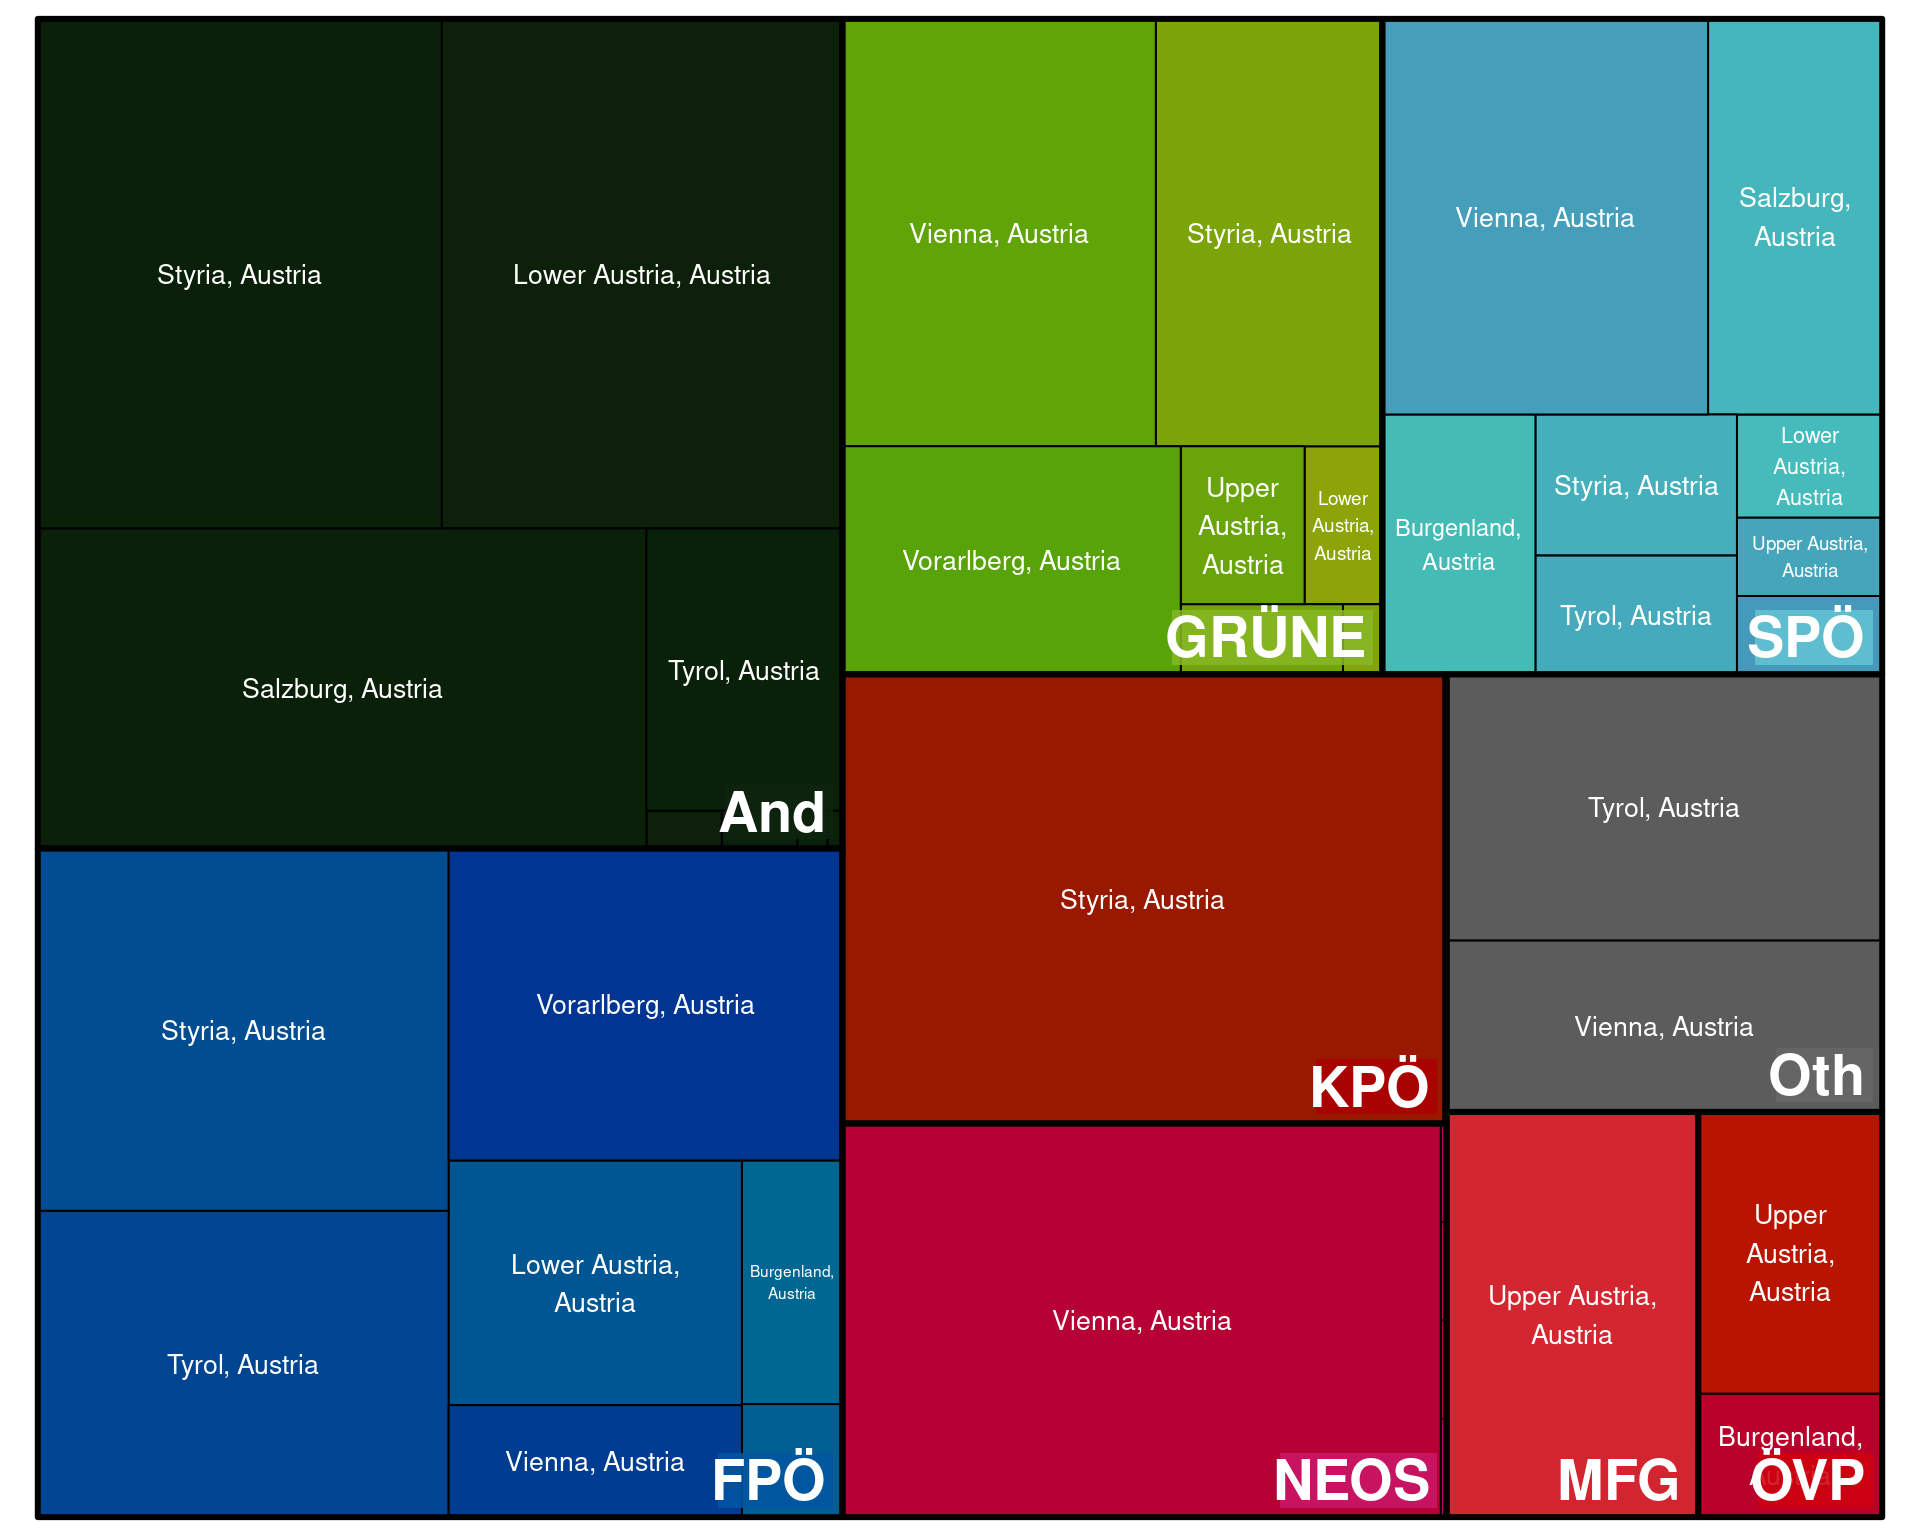 Styria, Austria
Lower Austria, Austria
Salzburg, Austria
Tyrol, Austria
And
Vienna, Austria
Styria, Austria
Vorarlberg, Austria
Upper
Austria,
Austria
Lower
Austria,
Austria
GRÜNE
Vienna, Austria
Salzburg,
Austria
Burgenland,
Austria
Styria, Austria
Tyrol, Austria
Lower
Austria,
Austria
Upper Austria,
Austria
SPÖ
Styria, Austria
Tyrol, Austria
Vorarlberg, Austria
Lower Austria,
Austria
Burgenland,
Austria
Vienna, Austria
FPÖ
Styria, Austria
KPÖ
Tyrol, Austria
Vienna, Austria
Oth
Vienna, Austria
NEOS
Upper Austria,
Austria
MFG
Upper
Austria,
Austria
Burgenland,
ÖVP